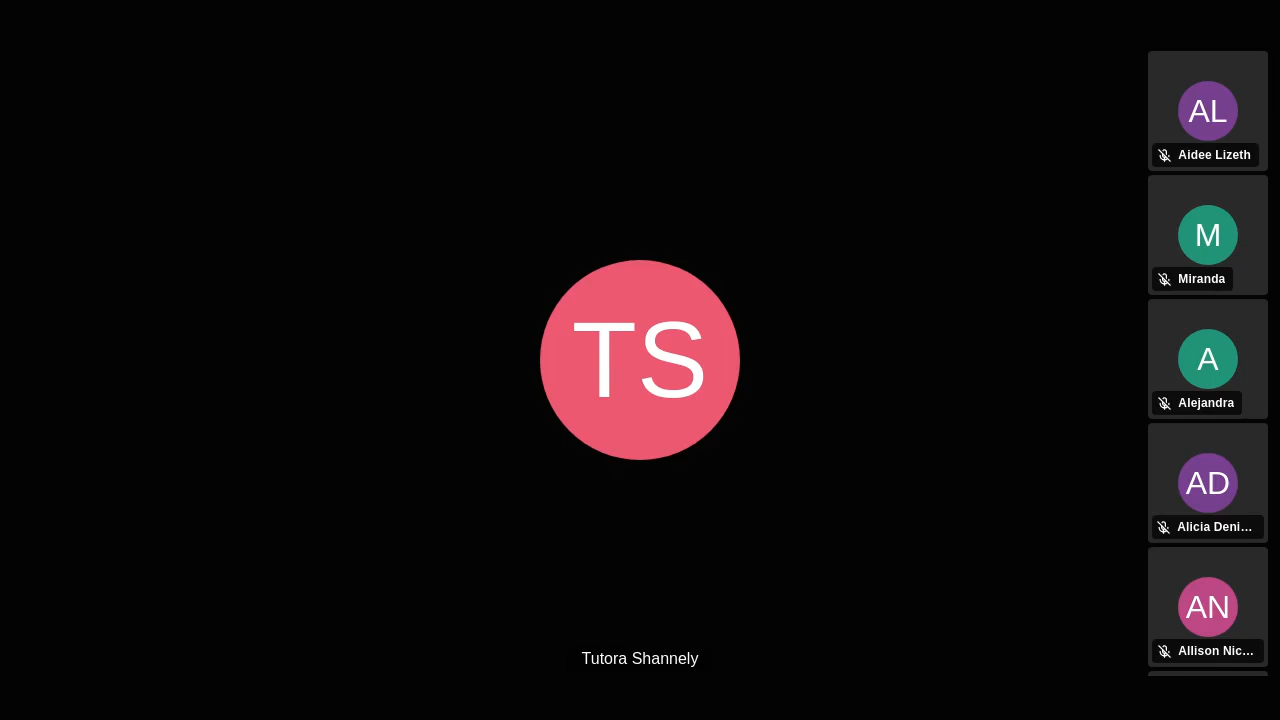 TS
Tutora Shannely
AL
Aidee Lizeth
M
Miranda
A
Alejandra
AD
Alicia Deni...
AN
Allison Nic...